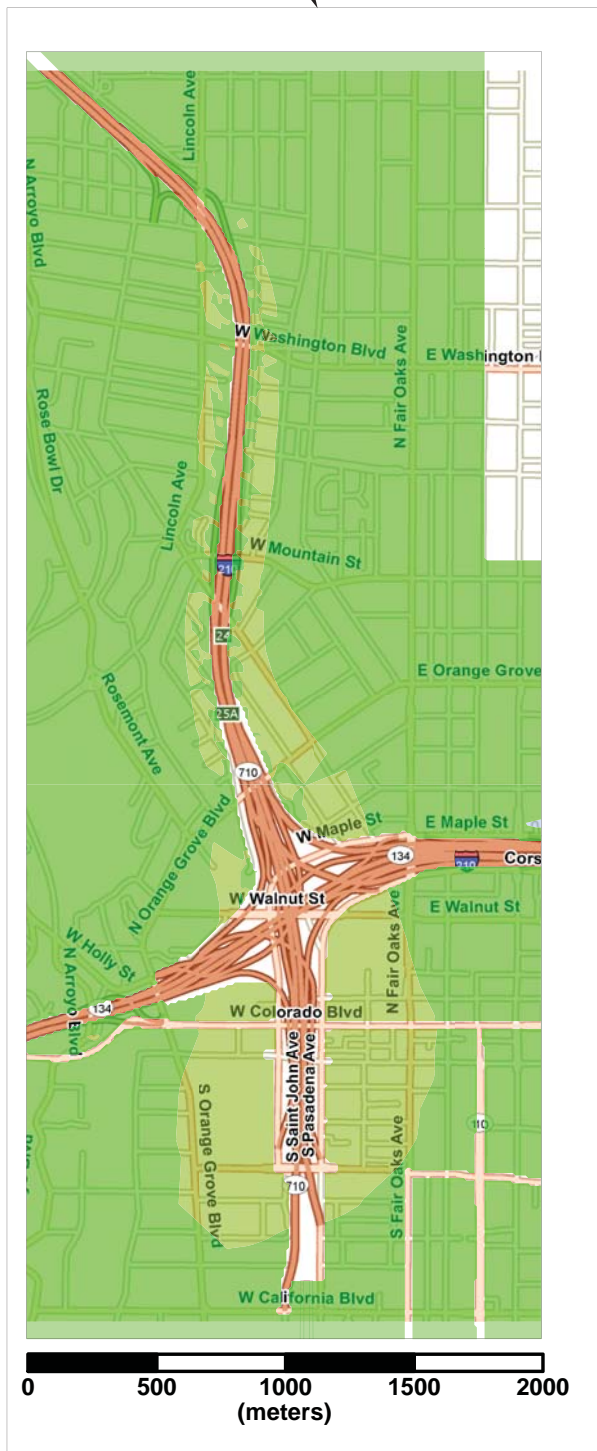 Lincoln Ave
N Arroyo Blvd
W Washington Blvd
E Washington
N Fair Oaks Ave
Rose Bowl Dr
Lincoln Ave
W Mountain St
210
24
E Orange Grove
Rosemont Ave
25A
710
N Orange Grove Blvd
W Maple St
E Maple St
134
210
Cors
W Walnut St
E Walnut St
W Holly St
N Arroyo Blvd
N Fair Oaks Ave
134
W Colorado Blvd
S Saint John Ave
S Pasadena Ave
S Orange Grove Blvd
S Fair Oaks Ave
110
710
W California Blvd
0 500 1000 1500 2000
(meters)